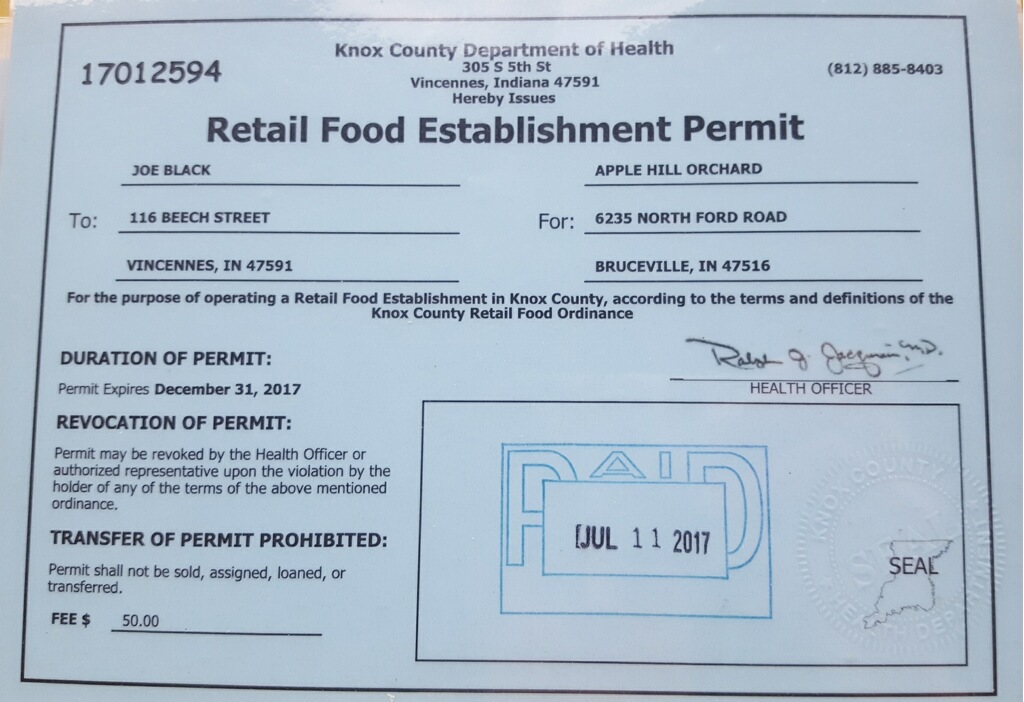 17012594
Knox County Department of Health
305 S 5th St
Vincennes, Indiana 47591
Hereby Issues
(812) 885-8403
Retail Food Establishment Permit
To:
JOE BLACK
116 BEECH STREET
VINCENNES, IN 47591
For:
APPLE HILL ORCHARD
6235 NORTH FORD ROAD
BRUCEVILLE, IN 47516
For the purpose of operating a Retail Food Establishment in Knox County, according to the terms and definitions of the
Knox County Retail Food Ordinance
DURATION OF PERMIT:
Permit Expires December 31, 2017
REVOCATION OF PERMIT:
Permit may be revoked by the Health Officer or
authorized representative upon the violation by the
holder of any of the terms of the above mentioned
ordinance.
TRANSFER OF PERMIT PROHIBITED:
Permit shall not be sold, assigned, loaned, or
transferred.
FEE $ 50.00
Ralph J. Jacqmain, M.D.
HEALTH OFFICER
PAID
JUL 11 2017
KNOX COUNTY
SEAL
HEALTH DEP